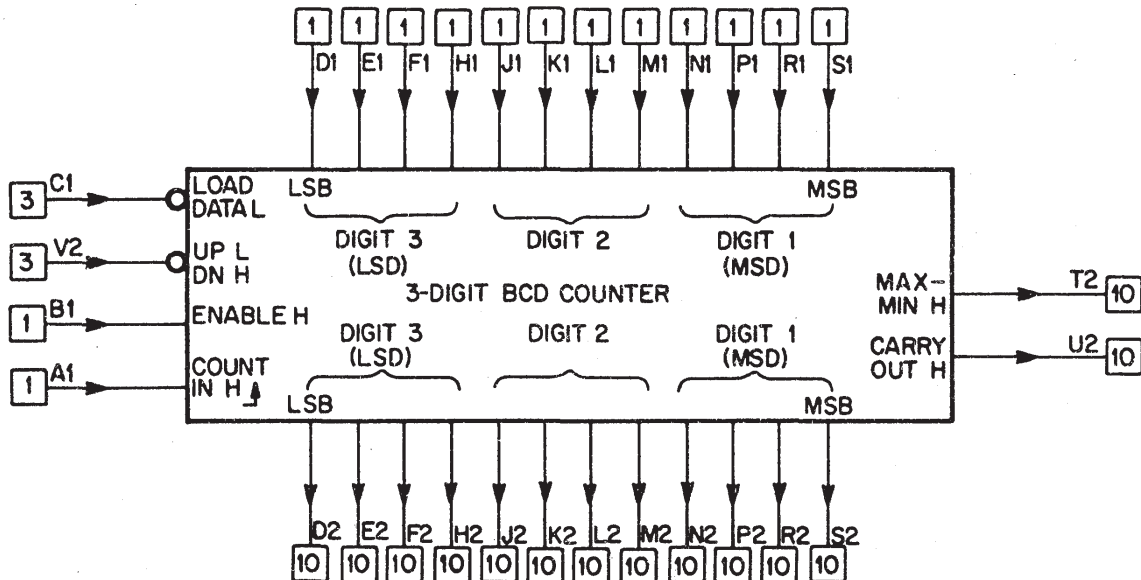 1 1 1 1 1 1 1 1 1 1 1 1
D1 E1 F1 H1 J1 K1 L1 M1 N1 P1 R1 S1
3 C1 LOAD DATA L
LSB MSB
DIGIT 3 (LSD) DIGIT 2 DIGIT 1 (MSD)
3 V2 UP L DN H
3-DIGIT BCD COUNTER
MAX-MIN H T2 10
1 B1 ENABLE H
DIGIT 3 (LSD) DIGIT 2 DIGIT 1 (MSD)
CARRY OUT H U2 10
1 A1 COUNT IN H
LSB MSB
D2 E2 F2 H2 J2 K2 L2 M2 N2 P2 R2 S2
10 10 10 10 10 10 10 10 10 10 10 10